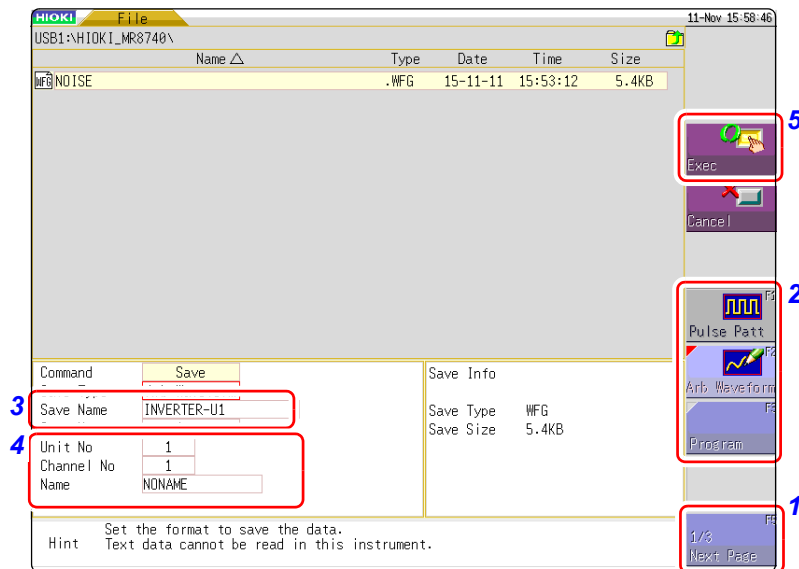 HIOKI File 11-Nov 15:58:46
USB1:\HIOKI_MR8740\
Name △ Type Date Time Size
WFG NOISE .WFG 15-11-11 15:53:12 5.4KB
5
Exec
Cancel
2
F1
Pulse Patt
F2
Arb Waveform
F3
Program
Command Save
3 Save Name INVERTER-U1
4 Unit No 1
Channel No 1
Name NONAME
Save Info
Save Type WFG
Save Size 5.4KB
1
F5
1/3
Next Page
Hint Set the format to save the data.
Text data cannot be read in this instrument.